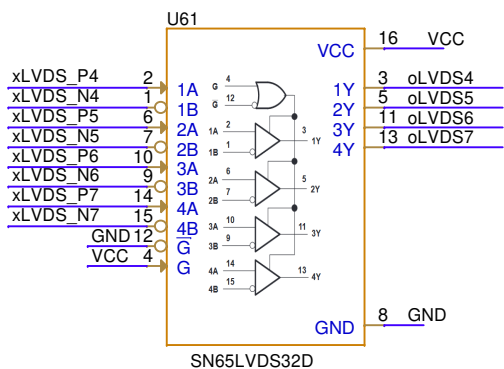 U61
VCC 16 VCC
xLVDS_P4 2 1A 1Y 3 oLVDS4
xLVDS_N4 1 1B 2Y 5 oLVDS5
xLVDS_P5 6 2A 3Y 11 oLVDS6
xLVDS_N5 7 2B 4Y 13 oLVDS7
xLVDS_P6 10 3A
xLVDS_N6 9 3B
xLVDS_P7 14 4A
xLVDS_N7 15 4B
GND 12 G
VCC 4 G
G 4
G 12
1A 2 3 1Y
1B 1
2A 6 5 2Y
2B 7
3A 10 11 3Y
3B 9
4A 14 13 4Y
4B 15
GND 8 GND
SN65LVDS32D